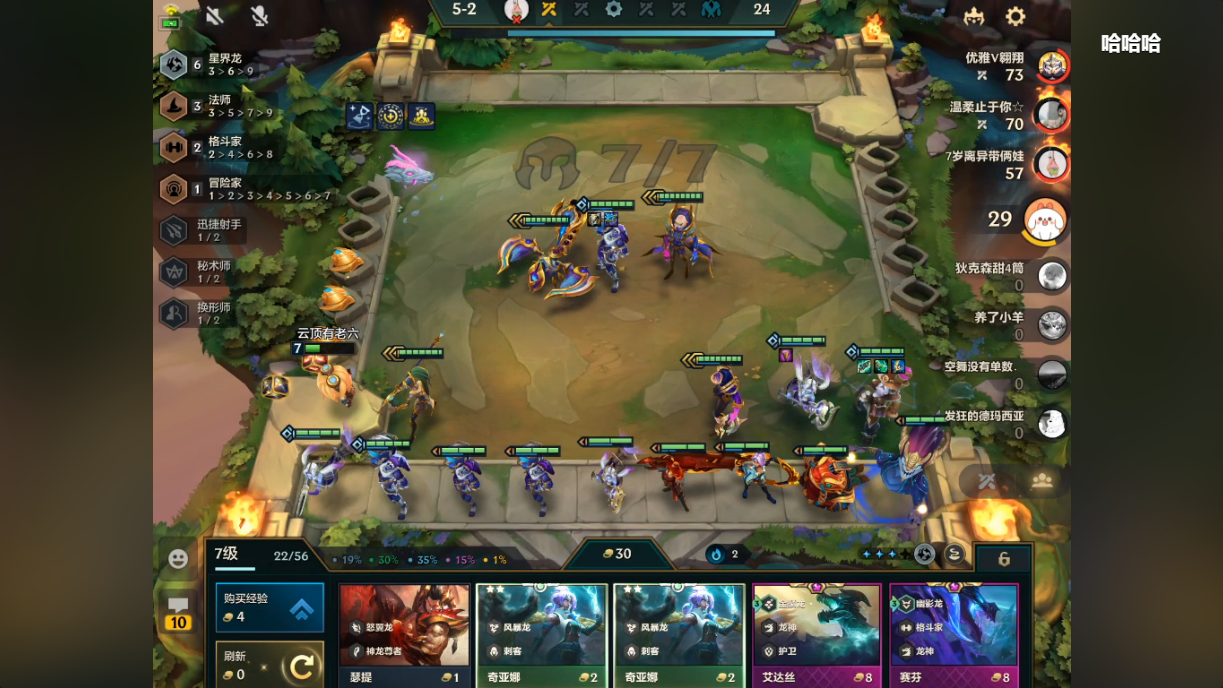 5-2
24
哈哈哈
6 星界龙
3 > 6 > 9
3 法师
3 > 5 > 7 > 9
2 格斗家
2 > 4 > 6 > 8
1 冒险家
1 > 2 > 3 > 4 > 5 > 6 > 7
迅捷射手
1 / 2
秘术师
1 / 2
换形师
1 / 2
7/7
优雅V翱翔
73
温柔止于你☆
70
7岁离异带俩娃
57
29
狄克森甜4筒
0
养了小羊
0
空舞没有单数.
0
发狂的德玛西亚
0
云顶有老六
7
7级 22/56
19% 30% 35% 15% 1%
30
2
6
10
购买经验
4
刷新
0
怒翼龙
神龙尊者
瑟提 1
风暴龙
刺客
奇亚娜 2
风暴龙
刺客
奇亚娜 2
3
龙神
护卫
艾达丝 8
3 幽影龙
格斗家
龙神
赛芬 8